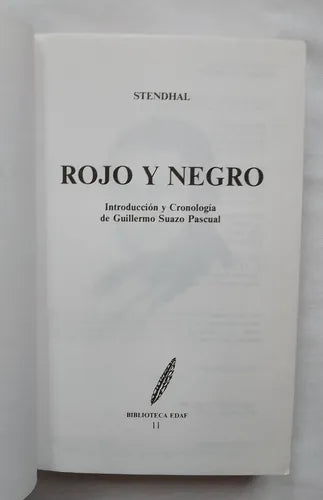 STENDHAL
ROJO Y NEGRO
Introducción y Cronología
de Guillermo Suazo Pascual
BIBLIOTECA EDAF
11